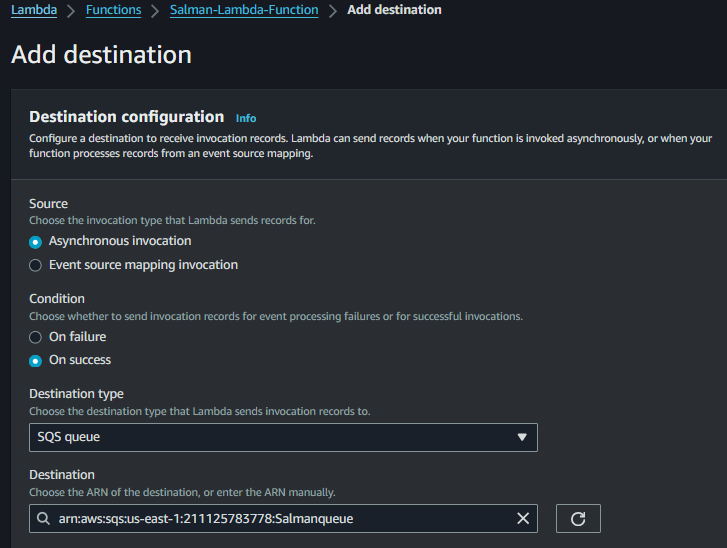 Lambda > Functions > Salman-Lambda-Function > Add destination
Add destination
Destination configuration Info
Configure a destination to receive invocation records. Lambda can send records when your function is invoked asynchronously, or when your
function processes records from an event source mapping.
Source
Choose the invocation type that Lambda sends records for.
Asynchronous invocation
Event source mapping invocation
Condition
Choose whether to send invocation records for event processing failures or for successful invocations.
On failure
On success
Destination type
Choose the destination type that Lambda sends invocation records to.
SQS queue
Destination
Choose the ARN of the destination, or enter the ARN manually.
arn:aws:sqs:us-east-1:211125783778:Salmanqueue